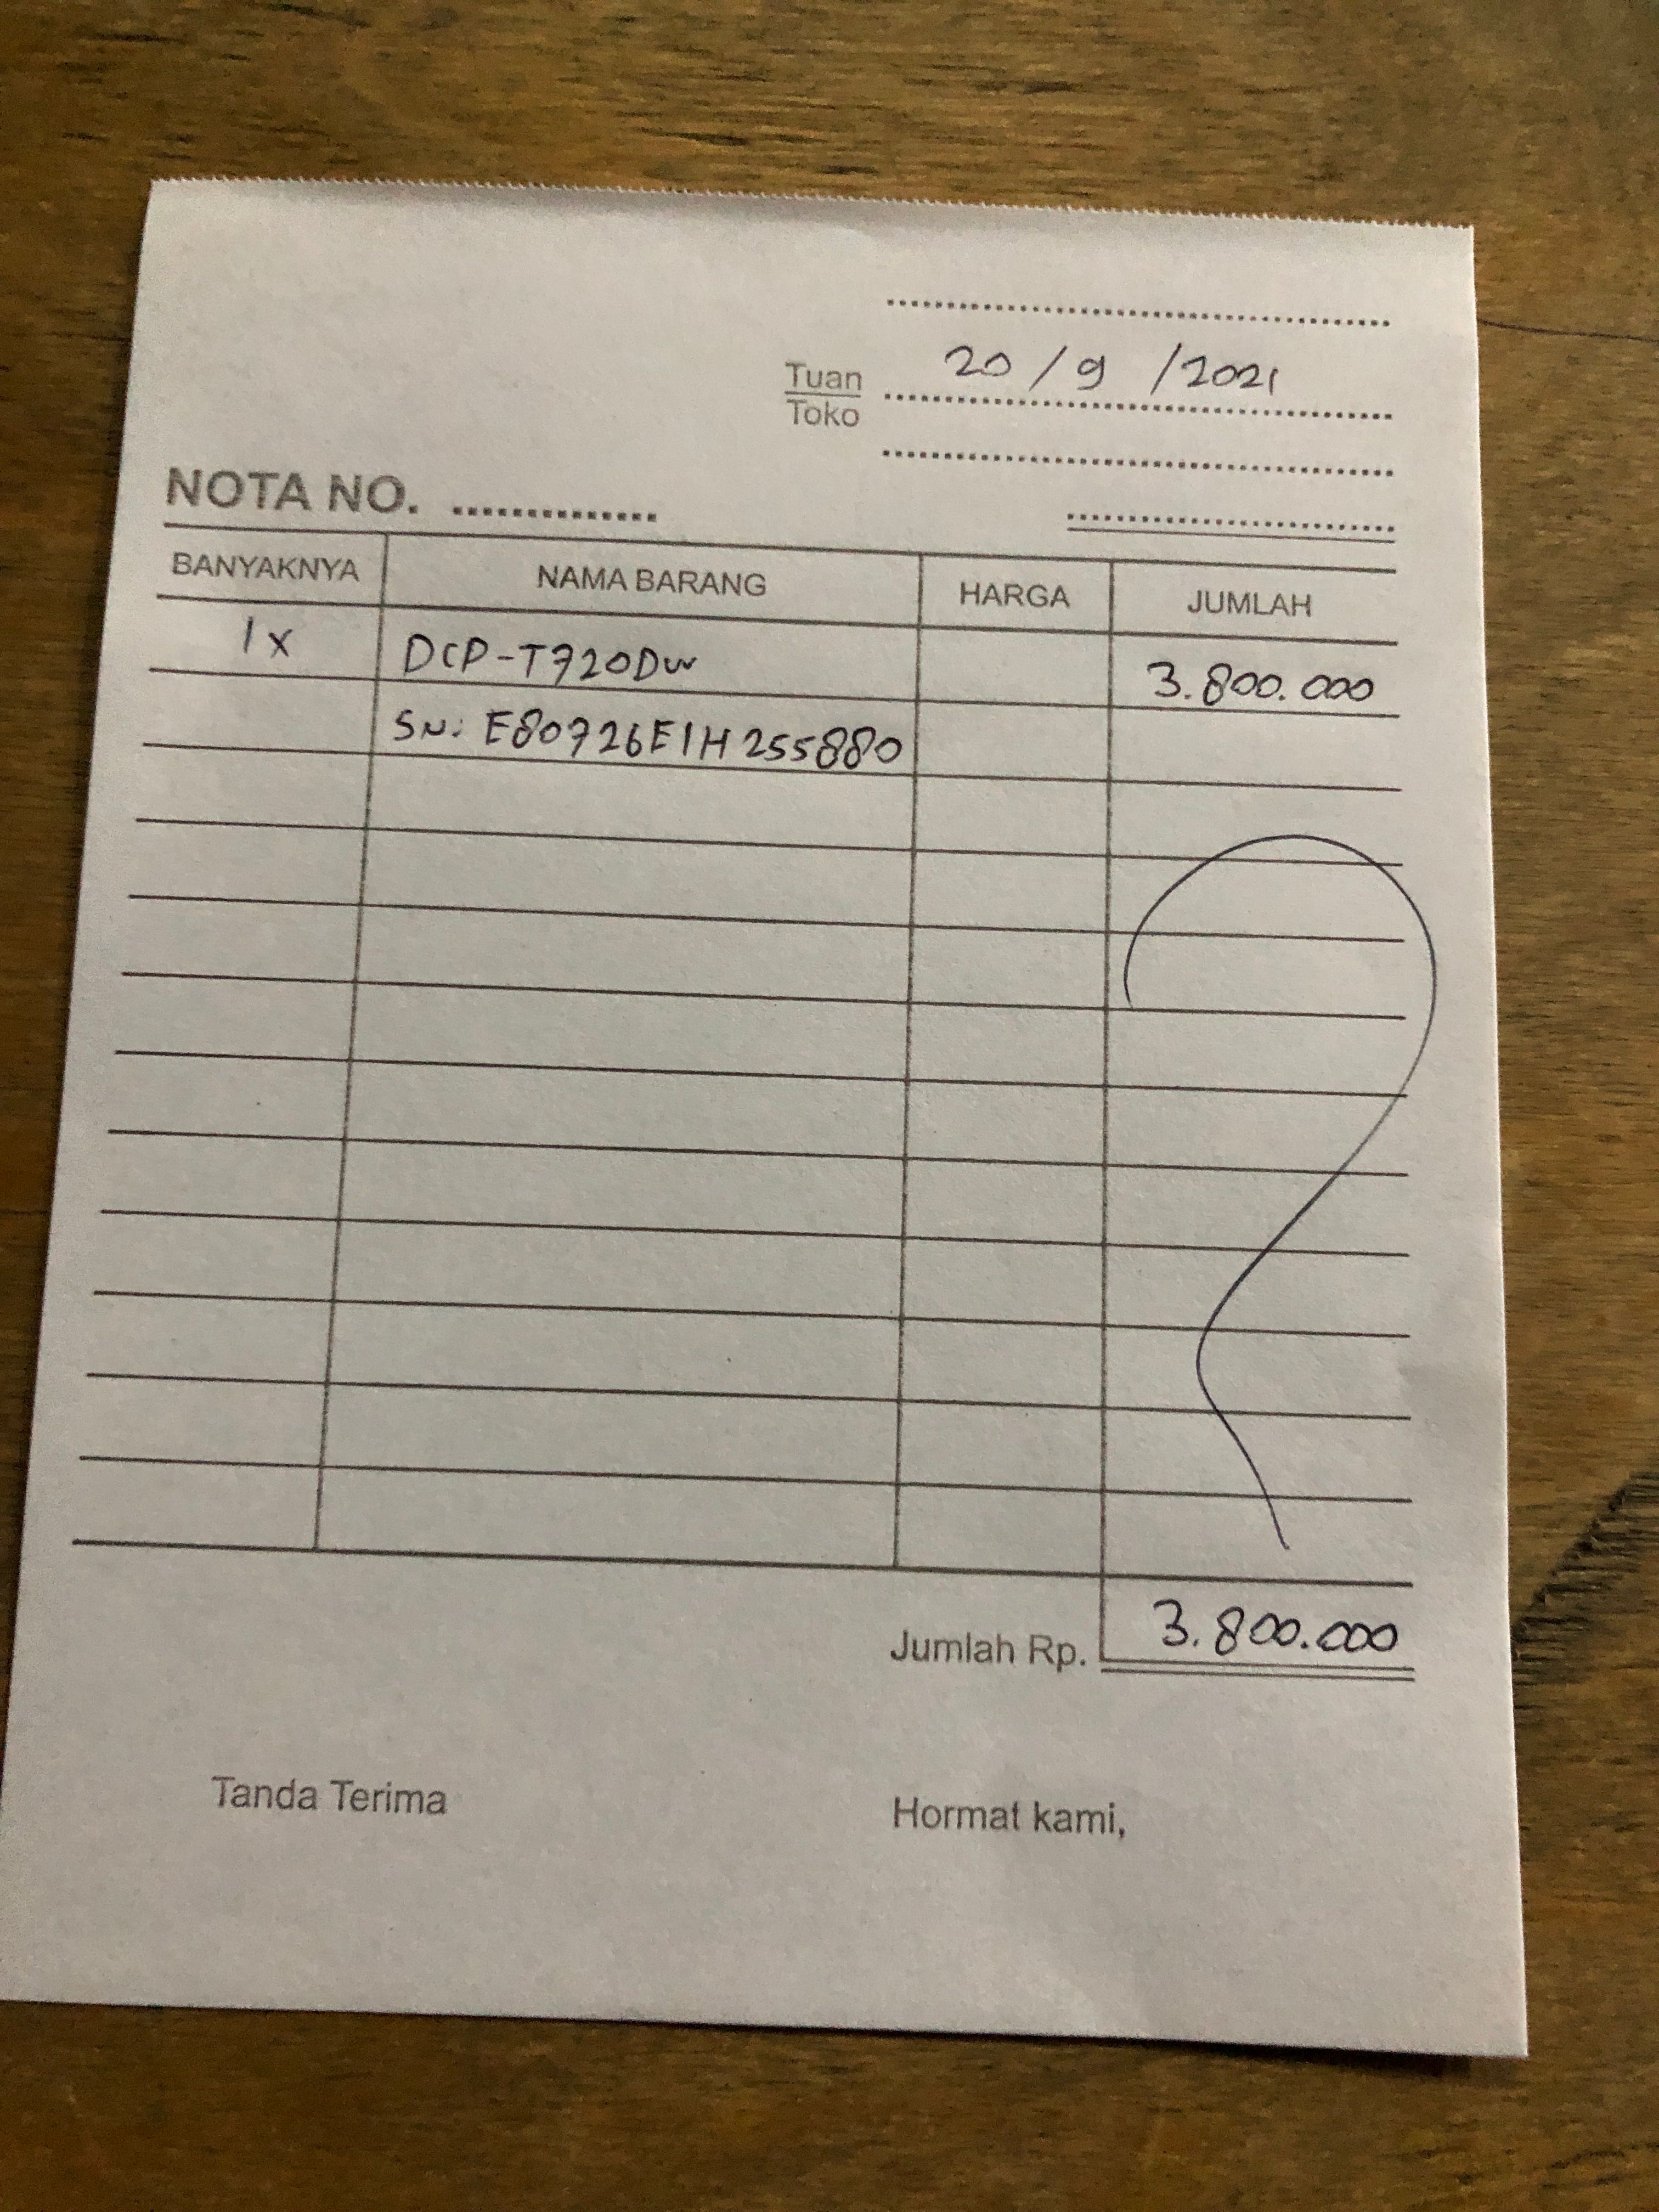 20/9/2021
Tuan
Toko
NOTA NO.
BANYAKNYA NAMA BARANG HARGA JUMLAH
1x DCP-T720DW 3.800.000
SN: E80726E1H255880
Jumlah Rp. 3.800.000
Tanda Terima Hormat kami,